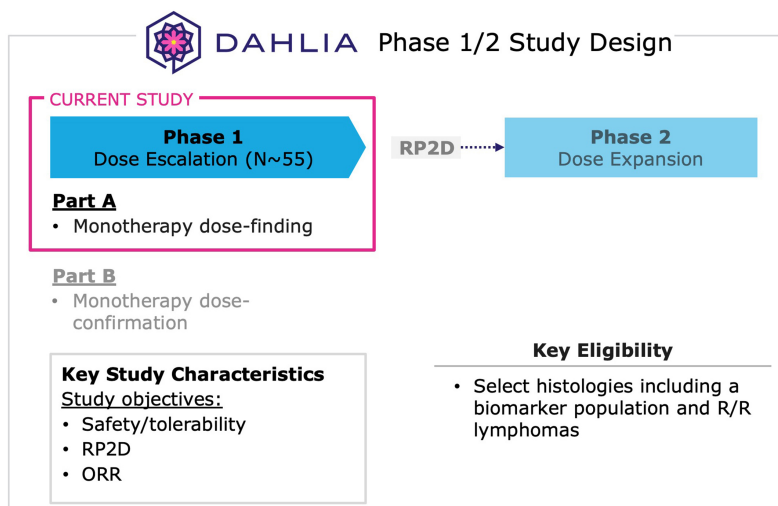 DAHLIA Phase 1/2 Study Design
CURRENT STUDY
Phase 1
Dose Escalation (N~55)
RP2D
Phase 2
Dose Expansion
Part A
• Monotherapy dose-finding
Part B
• Monotherapy dose-
confirmation
Key Study Characteristics
Study objectives:
• Safety/tolerability
• RP2D
• ORR
Key Eligibility
• Select histologies including a
biomarker population and R/R
lymphomas